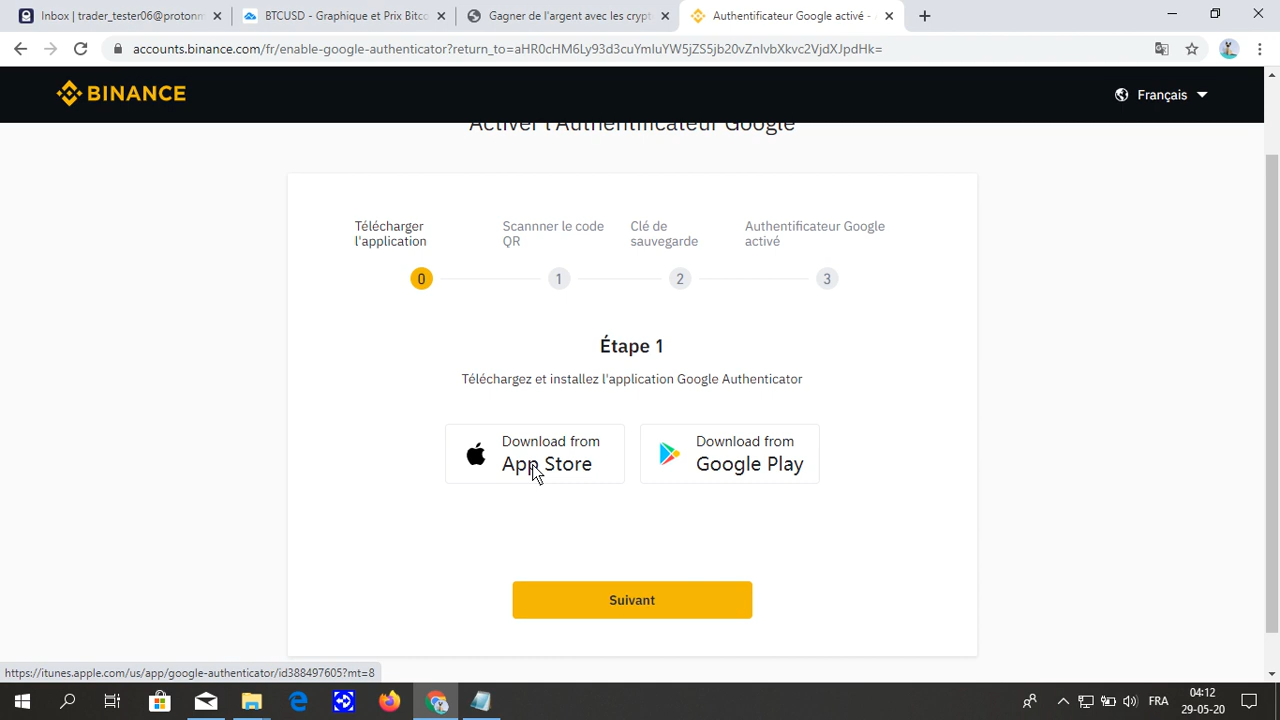 Inbox | trader_tester06@protonm
BTCUSD - Graphique et Prix Bitco
Gagner de l'argent avec les crypt
Authentificateur Google activé -
accounts.binance.com/fr/enable-google-authenticator?return_to=aHR0cHM6Ly93d3cuYmluYW5jZS5jb20vZnIvbXkvc2VjdXJpdHk=
BINANCE
Français
Activer l'Authentificateur Google
Télécharger l'application
Scannner le code QR
Clé de sauvegarde
Authentificateur Google activé
0
1
2
3
Étape 1
Téléchargez et installez l'application Google Authenticator
Download from
App Store
Download from
Google Play
Suivant
https://itunes.apple.com/us/app/google-authenticator/id388497605?mt=8
FRA
04:12
29-05-20